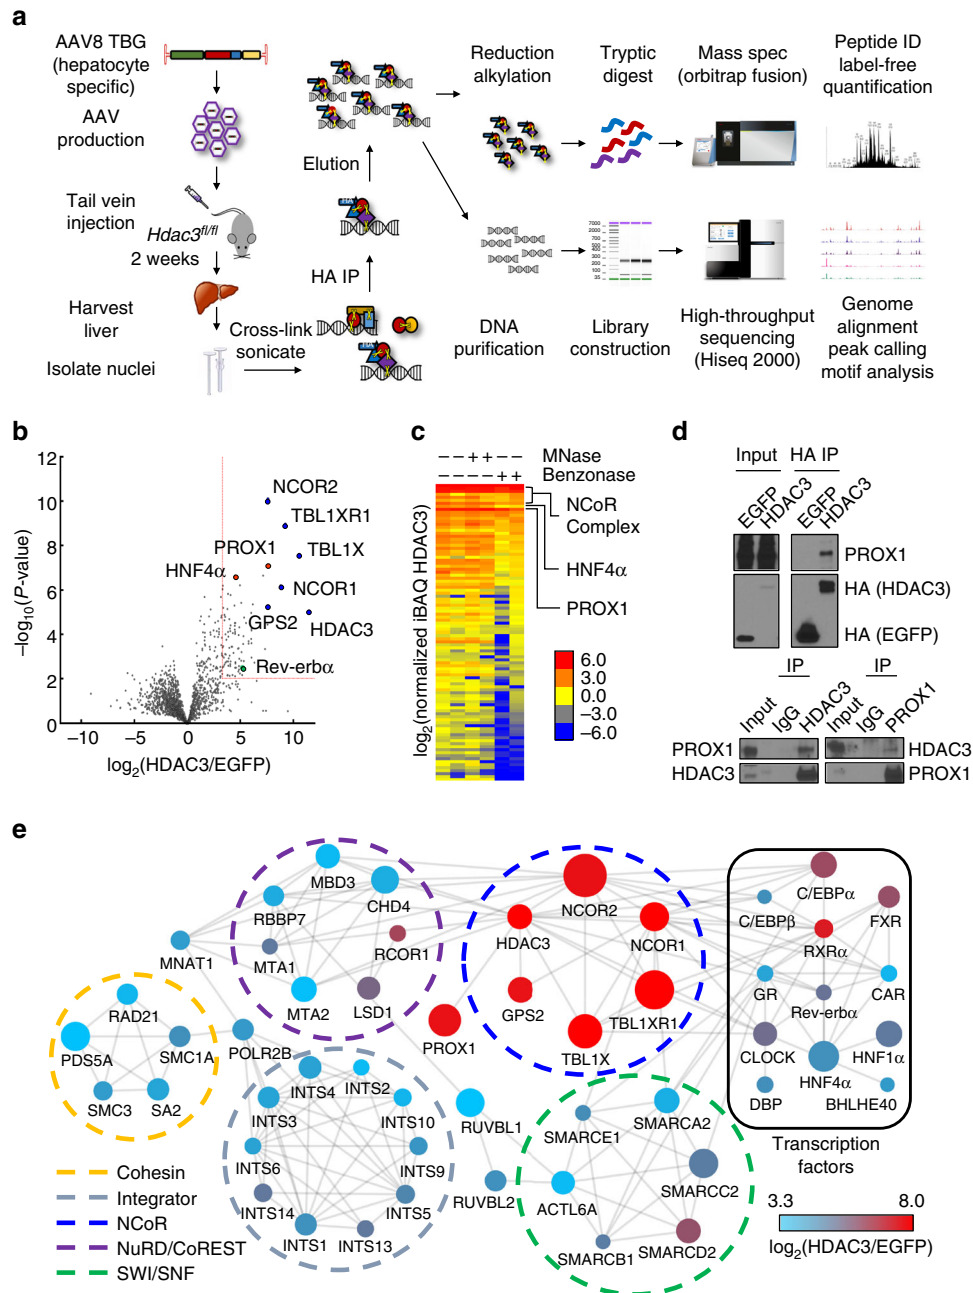 a
AAV8 TBG
(hepatocyte
specific)
AAV
production
Tail vein
injection
Hdac3fl/fl
2 weeks
Harvest
liver
Isolate nuclei
Cross-link
sonicate
HA IP
Elution
Reduction
alkylation
Tryptic
digest
Mass spec
(orbitrap fusion)
Peptide ID
label-free
quantification
7000
35
DNA
purification
Library
construction
High-throughput
sequencing
(Hiseq 2000)
Genome
alignment
peak calling
motif analysis
b
12
10
8
6
4
2
0
–log10(P-value)
–10
–5
0
5
10
log2(HDAC3/EGFP)
NCOR2
TBL1XR1
PROX1
TBL1X
HNF4α
NCOR1
GPS2
HDAC3
Rev-erbα
c
– – + + – – MNase
– – – – + + Benzonase
NCoR
Complex
HNF4α
PROX1
log2(normalized iBAQ HDAC3)
6.0
3.0
0.0
–3.0
–6.0
d
Input
HA IP
EGFP
HDAC3
EGFP
HDAC3
PROX1
HA (HDAC3)
HA (EGFP)
IP
IP
Input
IgG
HDAC3
Input
IgG
PROX1
PROX1
HDAC3
HDAC3
PROX1
e
MBD3
CHD4
RBBP7
RCOR1
MTA1
MTA2
LSD1
MNAT1
RAD21
PDS5A
SMC1A
SMC3
SA2
POLR2B
NCOR2
HDAC3
NCOR1
GPS2
TBL1XR1
TBL1X
PROX1
C/EBPα
C/EBPβ
FXR
RXRα
GR
CAR
Rev-erbα
CLOCK
HNF1α
HNF4α
DBP
BHLHE40
Transcription
factors
INTS4
INTS2
INTS3
INTS10
INTS6
INTS9
INTS14
INTS5
INTS1
INTS13
RUVBL1
RUVBL2
SMARCE1
SMARCA2
SMARCC2
ACTL6A
SMARCB1
SMARCD2
Cohesin
Integrator
NCoR
NuRD/CoREST
SWI/SNF
3.3
8.0
log2(HDAC3/EGFP)